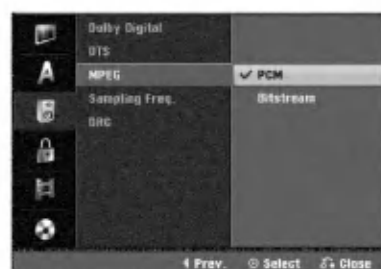 Dolby Digital
DTS
MPEG
Sampling Freq.
DRC
✓ PCM
Bitstream
A
Prev. Select Close